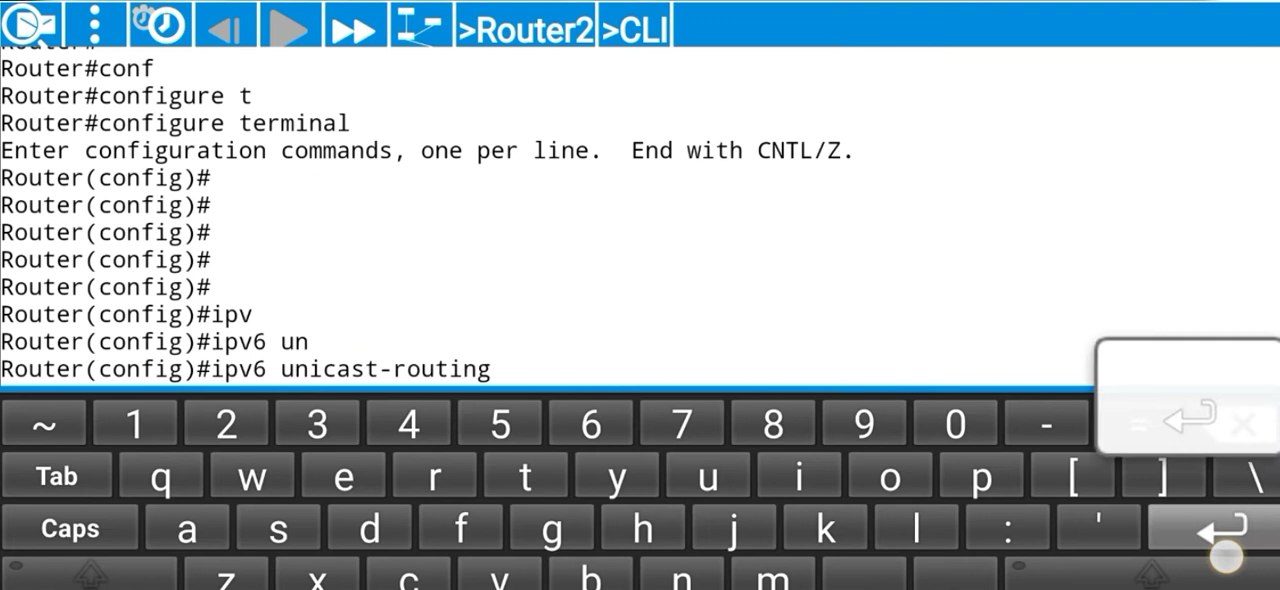 >Router2 >CLI
Router#
Router#conf
Router#configure t
Router#configure terminal
Enter configuration commands, one per line.  End with CNTL/Z.
Router(config)#
Router(config)#
Router(config)#
Router(config)#
Router(config)#
Router(config)#ipv
Router(config)#ipv6 un
Router(config)#ipv6 unicast-routing
~ 1 2 3 4 5 6 7 8 9 0 - =
Tab q w e r t y u i o p [ ] \
Caps a s d f g h j k l : '
z x c v b n m